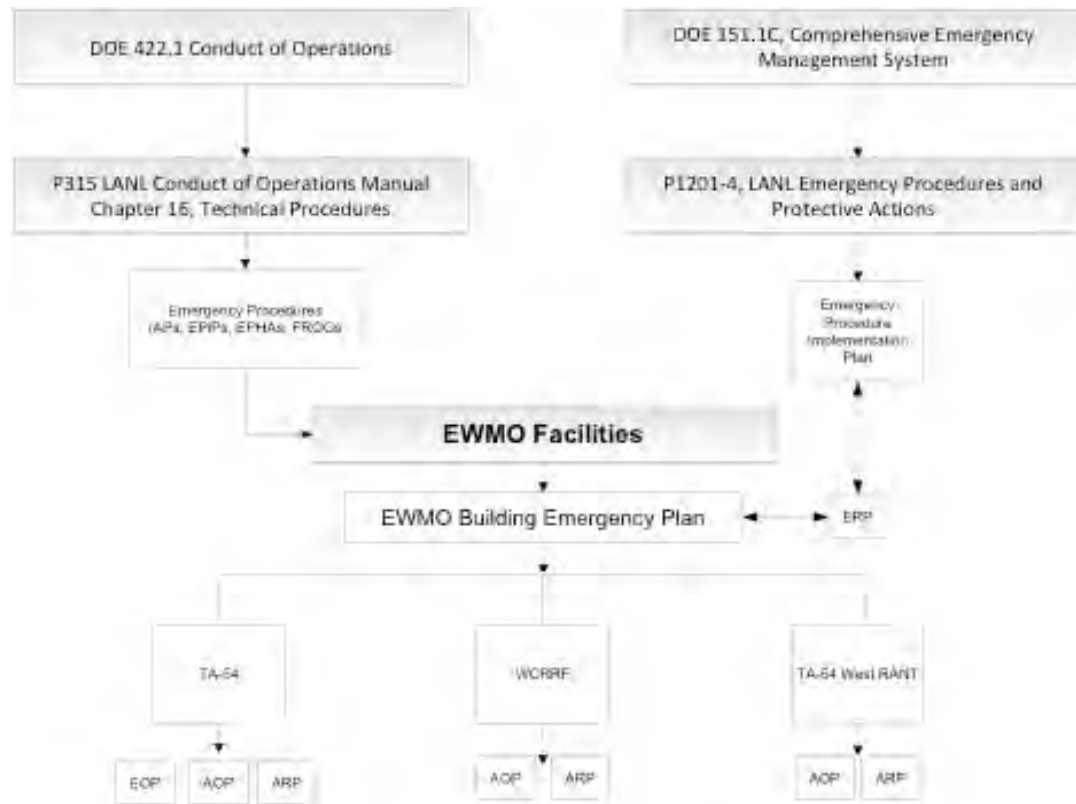 DOE 422.1 Conduct of Operations
DOE 151.1C, Comprehensive Emergency
Management System
P315 LANL Conduct of Operations Manual
Chapter 16, Technical Procedures
P1201-4, LANL Emergency Procedures and
Protective Actions
Emergency Procedures
EPIPs, EPHAs,
Emergency
Procedure
Implementation
Plan
EWMO Facilities
EWMO Building Emergency Plan
ERP
TA-54
WCRRF
TA-54 West RANT
EOP
AOP
ARP
AOP
ARP
AOP
ARP